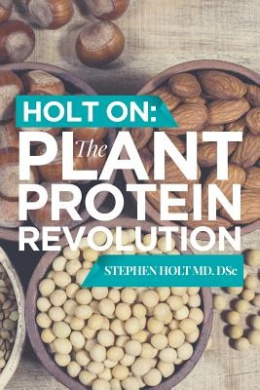 HOLT ON:
The PLANT
PROTEIN
REVOLUTION
STEPHEN HOLT MD. DSc